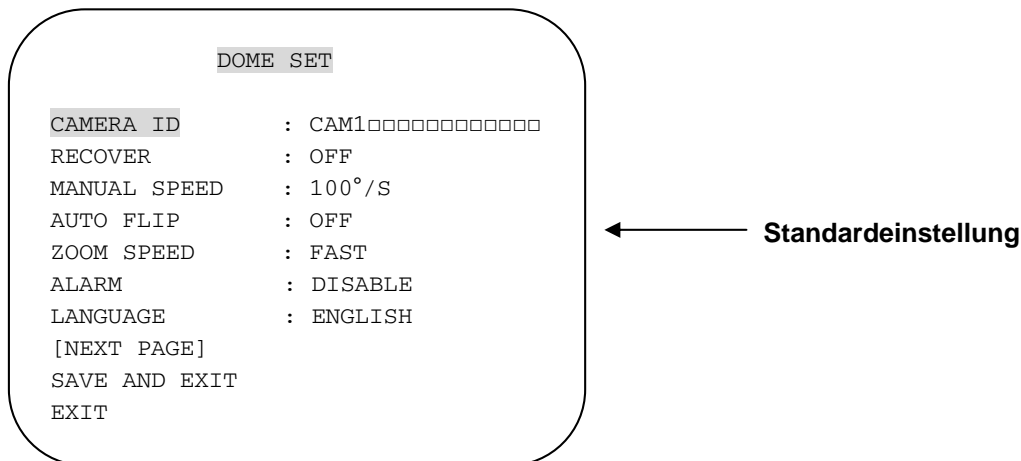 DOME SET
CAMERA ID : CAM1□□□□□□□□□□□□
RECOVER : OFF
MANUAL SPEED : 100°/S
AUTO FLIP : OFF
ZOOM SPEED : FAST
ALARM : DISABLE
LANGUAGE : ENGLISH
[NEXT PAGE]
SAVE AND EXIT
EXIT
Standardeinstellung